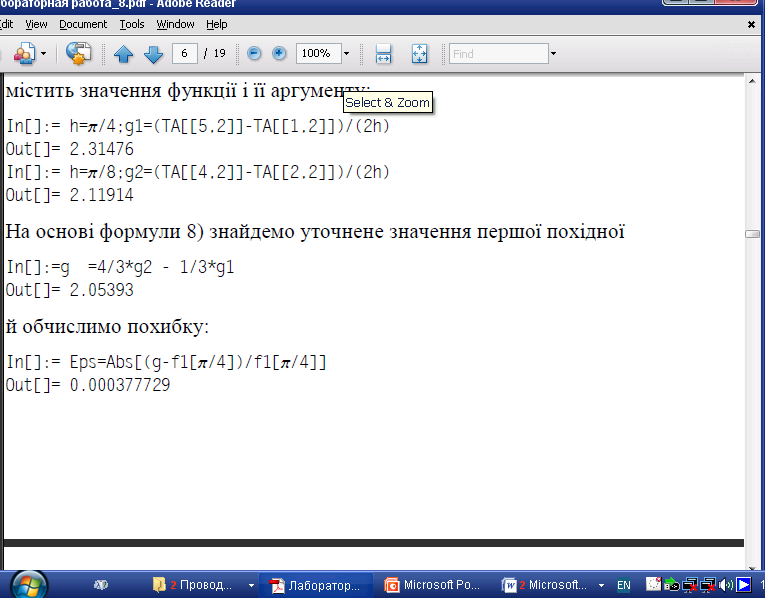 бораторная работа_8.pdf - Adobe Reader
dit View Document Tools Window Help
6 / 19 100% Find
містить значення функції і її аргументу:
Select & Zoom
In[]:= h=π/4;g1=(TA[[5,2]]-TA[[1,2]])/(2h)
Out[]= 2.31476
In[]:= h=π/8;g2=(TA[[4,2]]-TA[[2,2]])/(2h)
Out[]= 2.11914
На основі формули 8) знайдемо уточнене значення першої похідної
In[]:=g =4/3*g2 - 1/3*g1
Out[]= 2.05393
й обчислимо похибку:
In[]:= Eps=Abs[(g-f1[π/4])/f1[π/4]]
Out[]= 0.000377729
2 Провод... Лаборатор... Microsoft Po... 2 Microsoft... EN 1